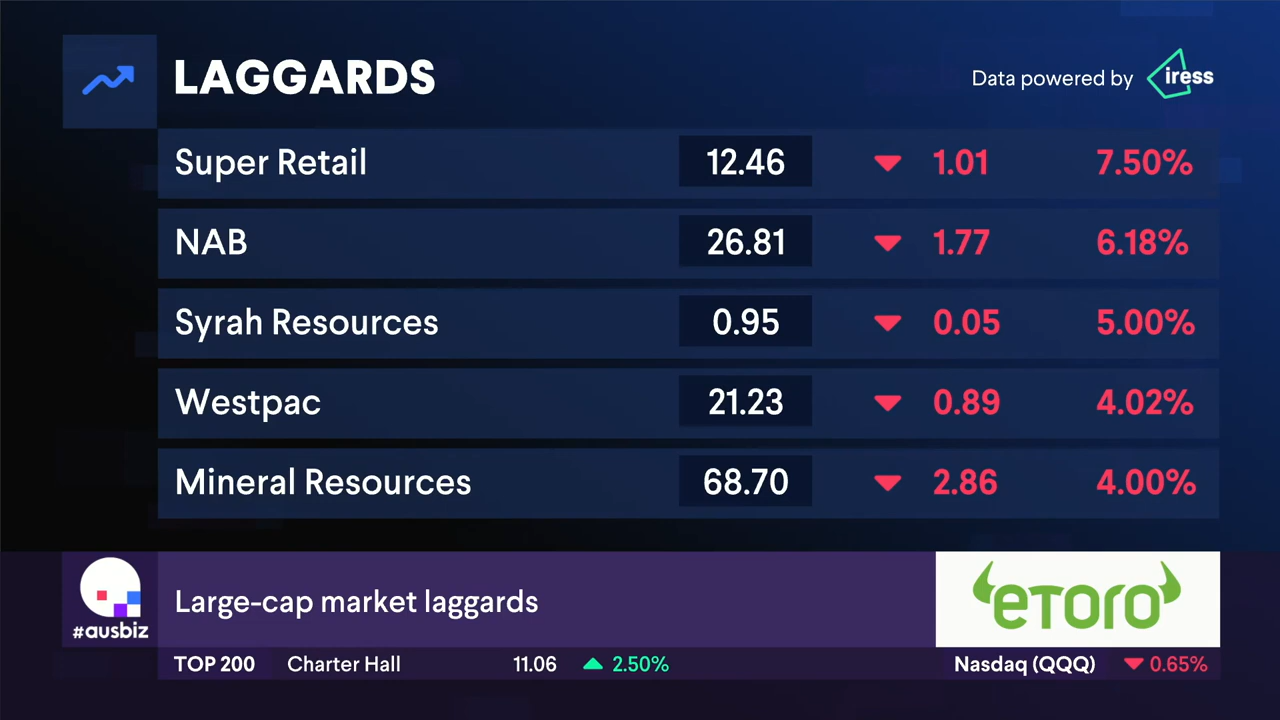 LAGGARDS
Data powered by iress
Super Retail 12.46 ▼ 1.01 7.50%
NAB 26.81 ▼ 1.77 6.18%
Syrah Resources 0.95 ▼ 0.05 5.00%
Westpac 21.23 ▼ 0.89 4.02%
Mineral Resources 68.70 ▼ 2.86 4.00%
#ausbiz
Large-cap market laggards
eToro
TOP 200 Charter Hall 11.06 ▲ 2.50% Nasdaq (QQQ) ▼ 0.65%